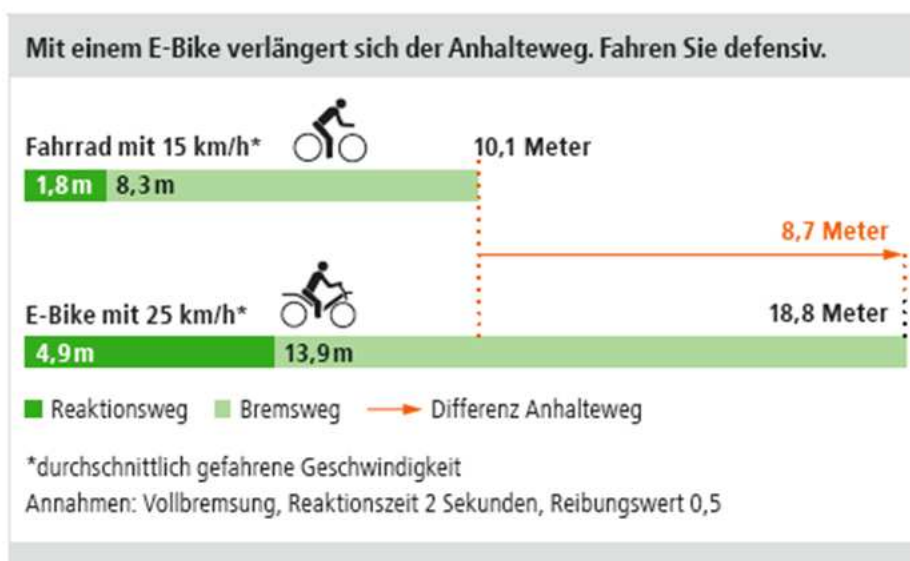 Mit einem E-Bike verlängert sich der Anhalteweg. Fahren Sie defensiv.
Fahrrad mit 15 km/h*
10,1 Meter
1,8 m 8,3 m
8,7 Meter
E-Bike mit 25 km/h*
18,8 Meter
4,9 m 13,9 m
Reaktionsweg Bremsweg Differenz Anhalteweg
*durchschnittlich gefahrene Geschwindigkeit
Annahmen: Vollbremsung, Reaktionszeit 2 Sekunden, Reibungswert 0,5